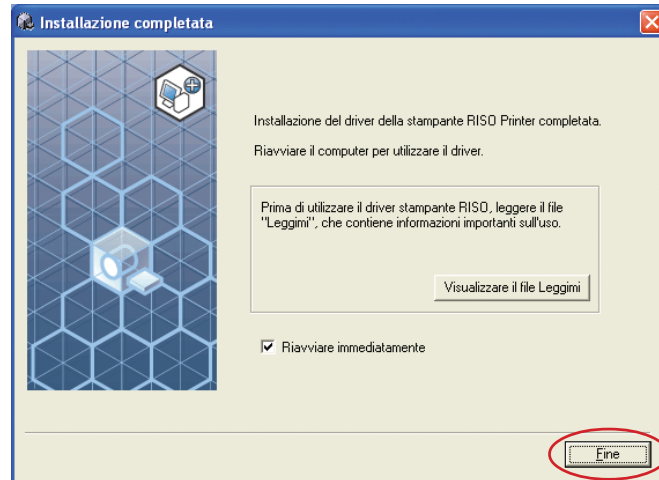 Installazione completata
Installazione del driver della stampante RISO Printer completata.
Riavviare il computer per utilizzare il driver.
Prima di utilizzare il driver stampante RISO, leggere il file
"Leggimi", che contiene informazioni importanti sull'uso.
Visualizzare il file Leggimi
Riavviare immediatamente
Fine